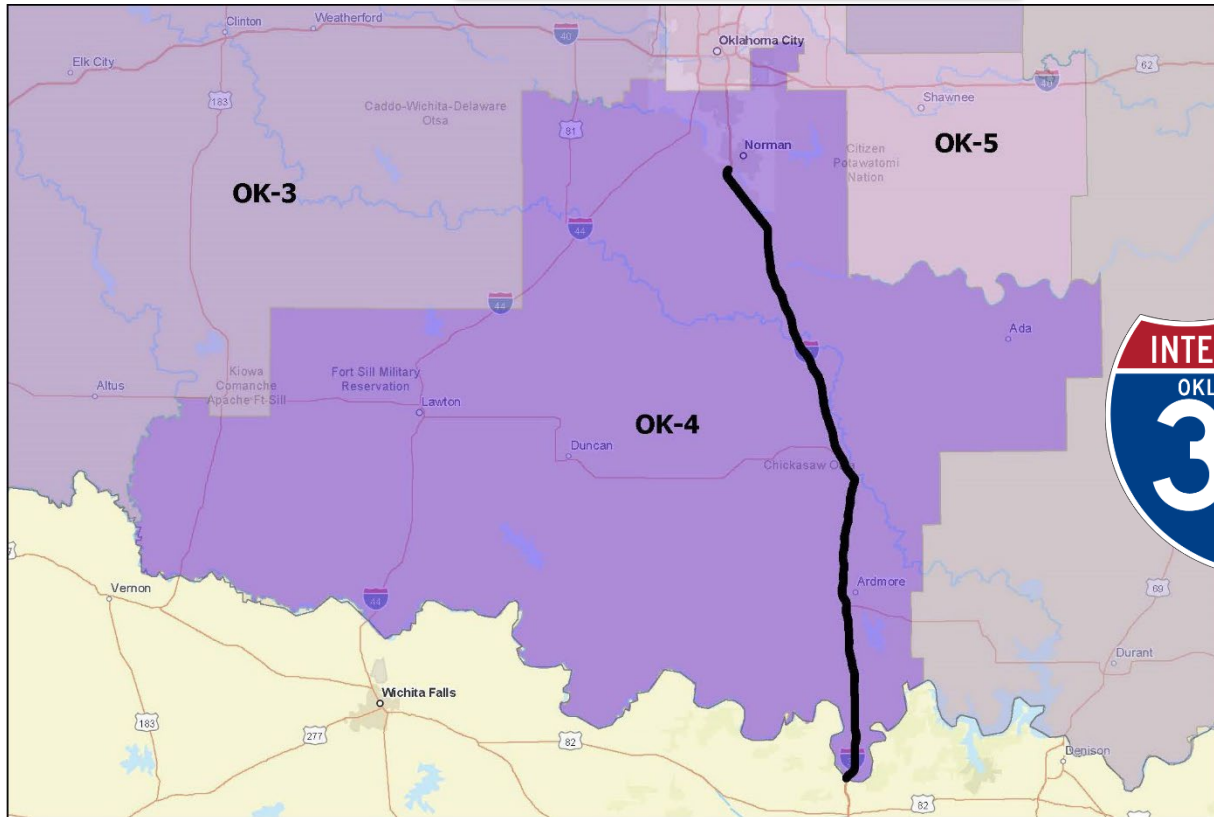 Clinton
Weatherford
40
Oklahoma City
Elk City
62
183
Caddo-Wichita-Delaware
Otsa
Shawnee
81
Norman
Citizen
Potawatomi
Nation
OK-5
OK-3
44
44
Ada
INTE
OKL
3
Kiowa
Comanche
Apache Ft Sill
Fort Sill Military
Reservation
Altus
Lawton
OK-4
Duncan
Chickasaw
Vernon
44
Ardmore
69
Durant
Wichita Falls
183
277
82
Denison
82